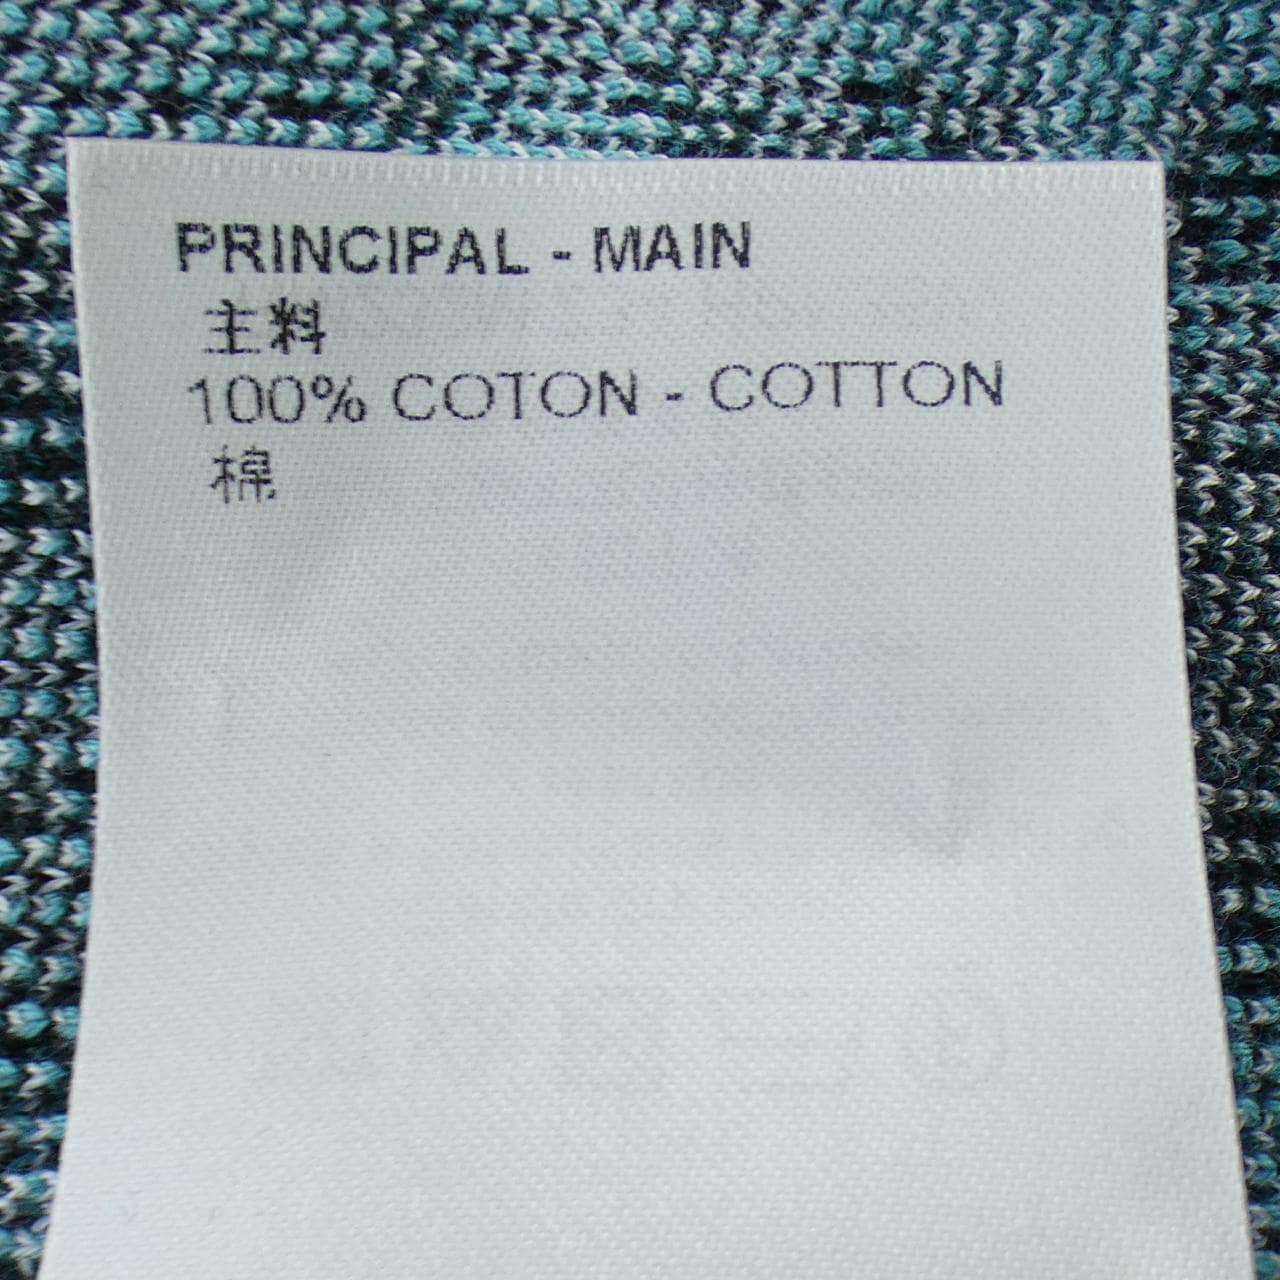 PRINCIPAL - MAIN
主料
100% COTON - COTTON
棉